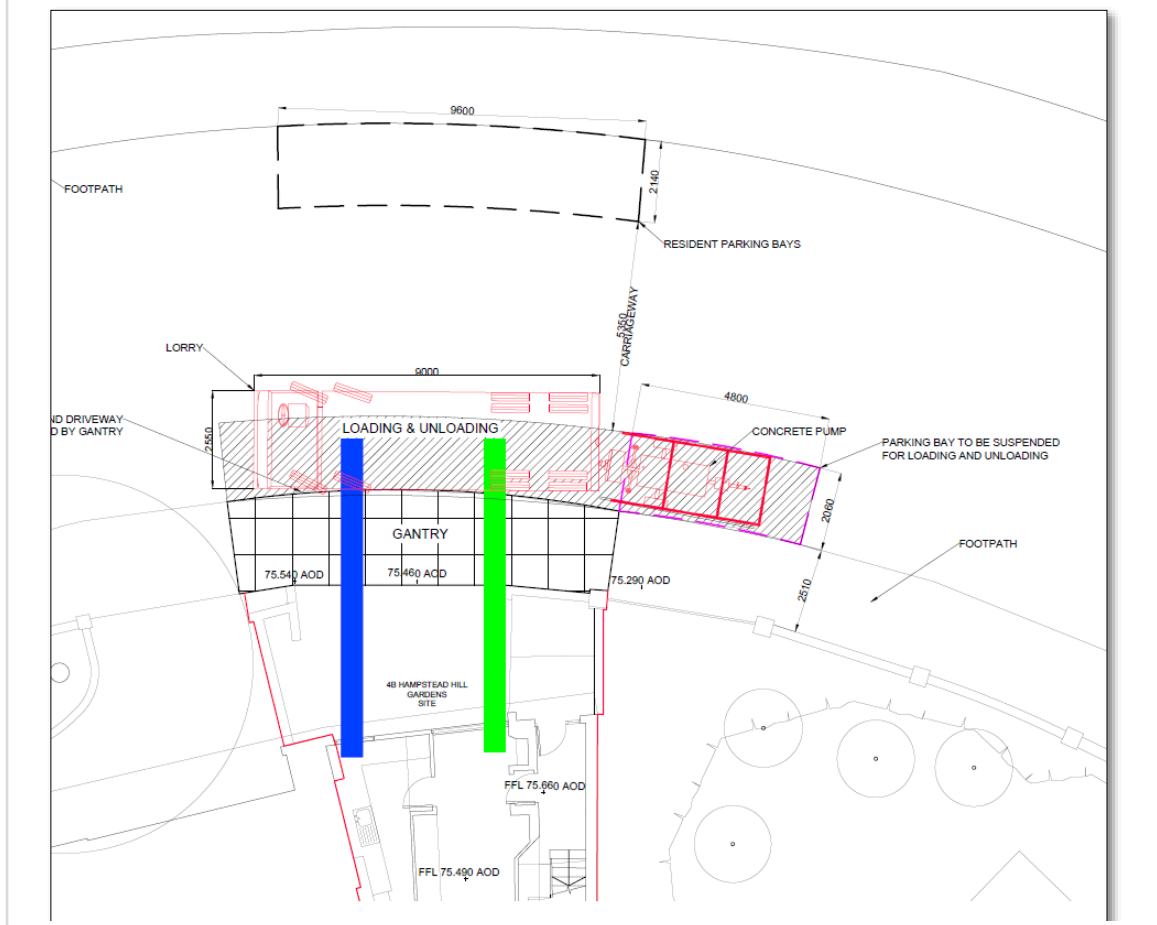 9600
FOOTPATH
2140
RESIDENT PARKING BAYS
5350
CARRIAGEWAY
LORRY
9000
4800
2550
ND DRIVEWAY
D BY GANTRY
LOADING & UNLOADING
CONCRETE PUMP
PARKING BAY TO BE SUSPENDED
FOR LOADING AND UNLOADING
2060
GANTRY
FOOTPATH
75.540 AOD
75.460 AOD
75.290 AOD
2510
4B HAMPSTEAD HILL
GARDENS
SITE
FFL 75.660 AOD
FFL 75.490 AOD